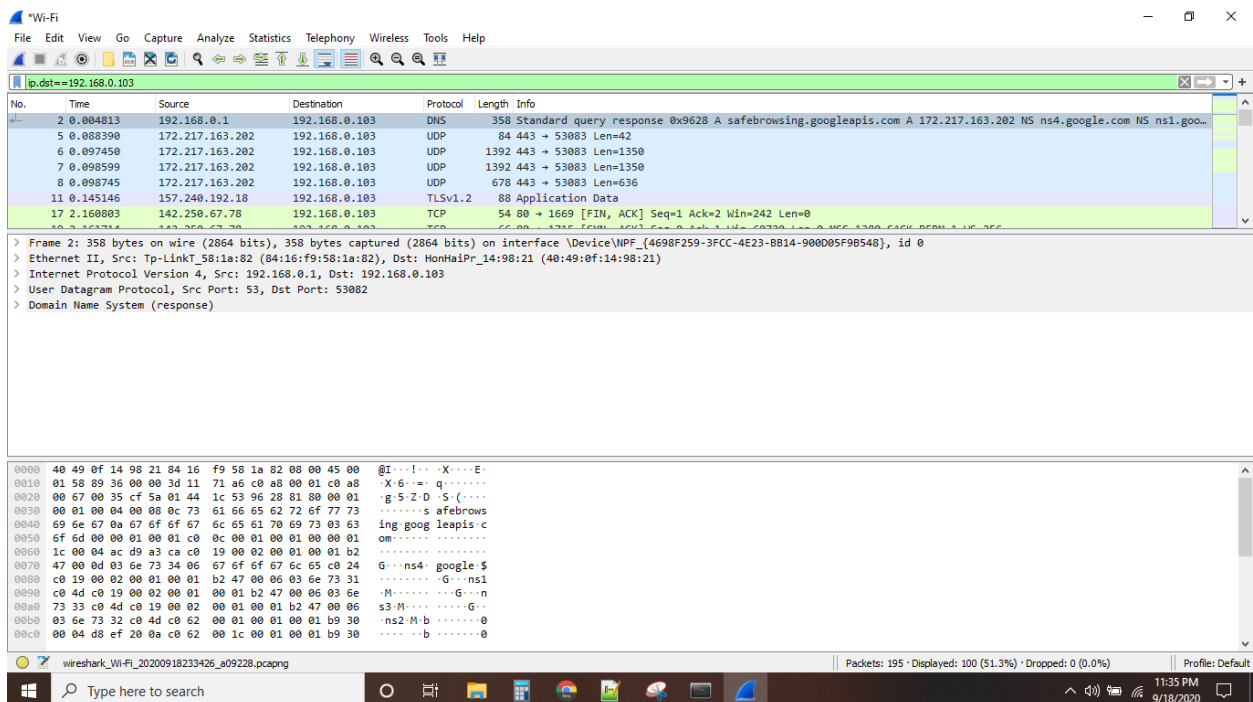 *Wi-Fi
File Edit View Go Capture Analyze Statistics Telephony Wireless Tools Help
ip.dst==192.168.0.103
No. Time Source Destination Protocol Length Info
2 0.004813 192.168.0.1 192.168.0.103 DNS 358 Standard query response 0x9628 A safebrowsing.googleapis.com A 172.217.163.202 NS ns4.google.com NS ns1.goo…
5 0.088390 172.217.163.202 192.168.0.103 UDP 84 443 → 53083 Len=42
6 0.097450 172.217.163.202 192.168.0.103 UDP 1392 443 → 53083 Len=1350
7 0.098599 172.217.163.202 192.168.0.103 UDP 1392 443 → 53083 Len=1350
8 0.098745 172.217.163.202 192.168.0.103 UDP 678 443 → 53083 Len=636
11 0.145146 157.240.192.18 192.168.0.103 TLSv1.2 88 Application Data
17 2.160803 142.250.67.78 192.168.0.103 TCP 54 80 → 1669 [FIN, ACK] Seq=1 Ack=2 Win=242 Len=0
> Frame 2: 358 bytes on wire (2864 bits), 358 bytes captured (2864 bits) on interface \Device\NPF_{4698F259-3FCC-4E23-BB14-900D05F9B548}, id 0
> Ethernet II, Src: Tp-LinkT_58:1a:82 (84:16:f9:58:1a:82), Dst: HonHaiPr_14:98:21 (40:49:0f:14:98:21)
> Internet Protocol Version 4, Src: 192.168.0.1, Dst: 192.168.0.103
> User Datagram Protocol, Src Port: 53, Dst Port: 53082
> Domain Name System (response)
0000 40 49 0f 14 98 21 84 16 f9 58 1a 82 08 00 45 00 @I···!·· ·X····E·
0010 01 58 89 36 00 00 3d 11 71 a6 c0 a8 00 01 c0 a8 ·X·6··=· q·······
0020 00 67 00 35 cf 5a 01 44 1c 53 96 28 81 80 00 01 ·g·5·Z·D ·S·(····
0030 00 01 00 04 00 08 0c 73 61 66 65 62 72 6f 77 73 ·······s afebrows
0040 69 6e 67 0a 67 6f 6f 67 6c 65 61 70 69 73 03 63 ing·goog leapis·c
0050 6f 6d 00 00 01 00 01 c0 0c 00 01 00 01 00 00 01 om······ ········
0060 1c 00 04 ac d9 a3 ca c0 19 00 02 00 01 00 01 b2 ········ ········
0070 47 00 0d 03 6e 73 34 06 67 6f 6f 67 6c 65 c0 24 G···ns4· google·$
0080 c0 19 00 02 00 01 00 01 b2 47 00 06 03 6e 73 31 ········ ·G···ns1
0090 c0 4d c0 19 00 02 00 01 00 01 b2 47 00 06 03 6e ·M······ ···G···n
00a0 73 33 c0 4d c0 19 00 02 00 01 00 01 b2 47 00 06 s3·M···· ·····G··
00b0 03 6e 73 32 c0 4d c0 62 00 01 00 01 00 01 b9 30 ·ns2·M·b ·······0
00c0 00 04 d8 ef 20 0a c0 62 00 1c 00 01 00 01 b9 30 ···· ··b ·······0
wireshark_Wi-Fi_20200918233426_a09228.pcapng Packets: 195 · Displayed: 100 (51.3%) · Dropped: 0 (0.0%) Profile: Default
Type here to search
11:35 PM
9/18/2020